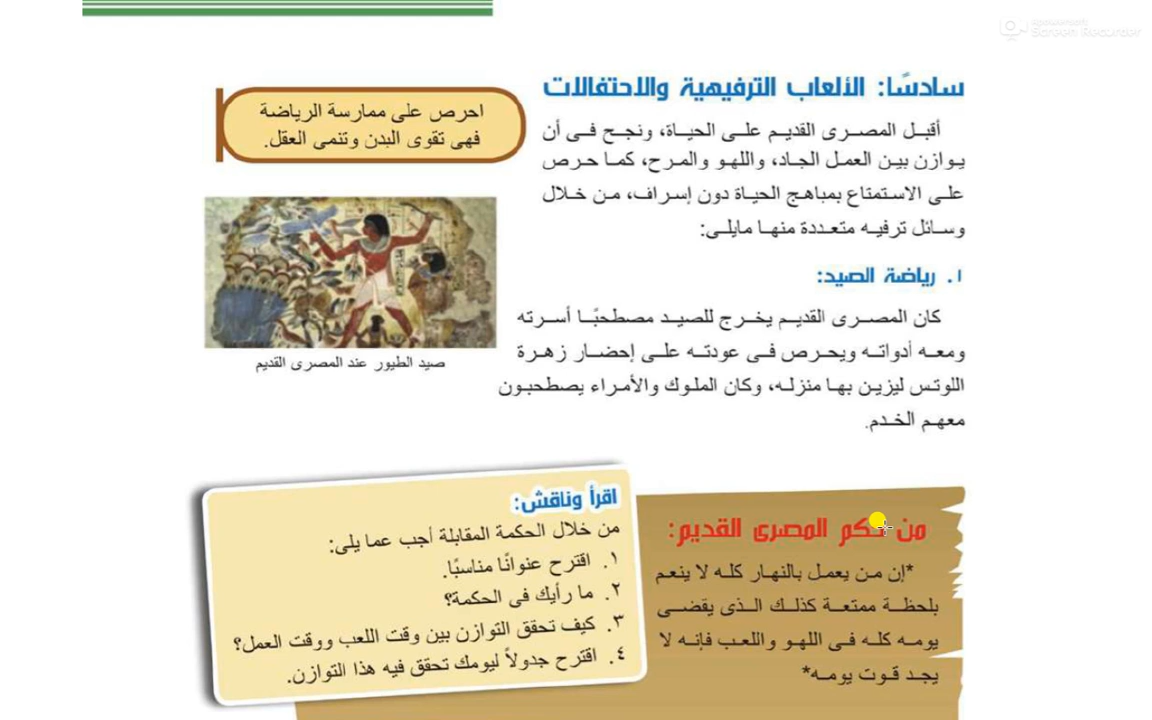 Apowersoft
Screen Recorder
سادسًا: الألعاب الترفيهية والاحتفالات
أقبل المصرى القديم على الحياة، ونجح فى أن
يوازن بين العمل الجاد، واللهو والمرح، كما حرص
على الاستمتاع بمباهج الحياة دون إسراف، من خلال
وسائل ترفيه متعددة منها مايلى:
احرص على ممارسة الرياضة
فهى تقوى البدن وتنمى العقل.
١. رياضة الصيد:
كان المصرى القديم يخرج للصيد مصطحبًا أسرته
ومعه أدواته ويحرص فى عودته على إحضار زهرة
اللوتس ليزين بها منزله، وكان الملوك والأمراء يصطحبون
معهم الخدم.
صيد الطيور عند المصرى القديم
من حكم المصرى القديم:
*إن من يعمل بالنهار كله لا ينعم
بلحظة ممتعة كذلك الذى يقضى
يومه كله فى اللهو واللعب فإنه لا
يجد قوت يومه*
اقرأ وناقش:
من خلال الحكمة المقابلة أجب عما يلى:
١. اقترح عنوانًا مناسبًا.
٢. ما رأيك فى الحكمة؟
٣. كيف تحقق التوازن بين وقت اللعب ووقت العمل؟
٤. اقترح جدولاً ليومك تحقق فيه هذا التوازن.